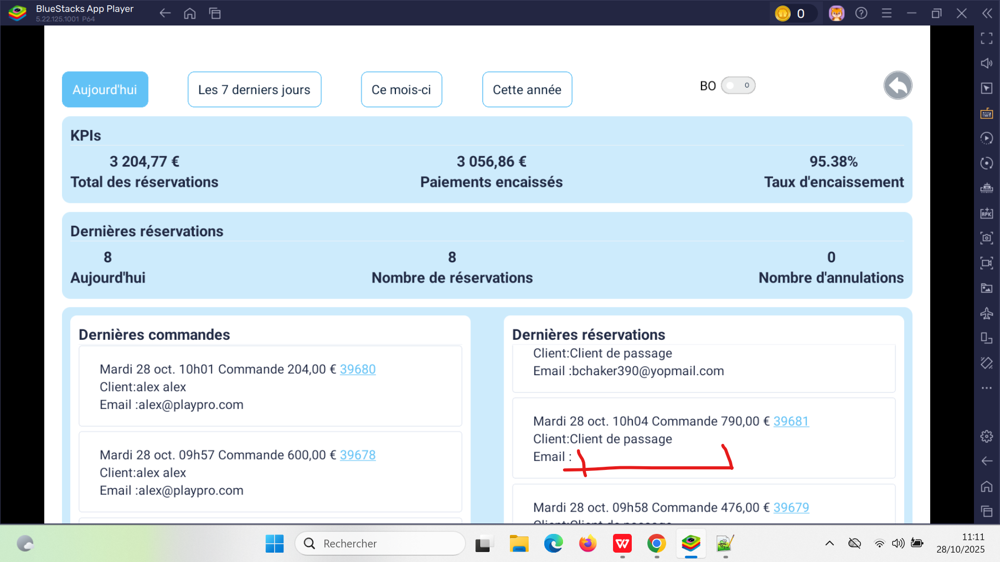 BlueStacks App Player
5.22.125.1001 P64
0
Aujourd'hui
Les 7 derniers jours
Ce mois-ci
Cette année
BO
0
KPIs
3 204,77 €
Total des réservations
3 056,86 €
Paiements encaissés
95.38%
Taux d'encaissement
Dernières réservations
8
Aujourd'hui
8
Nombre de réservations
0
Nombre d'annulations
Dernières commandes
Mardi 28 oct. 10h01 Commande 204,00 € 39680
Client:alex alex
Email :alex@playpro.com
Mardi 28 oct. 09h57 Commande 600,00 € 39678
Client:alex alex
Email :alex@playpro.com
Dernières réservations
Client:Client de passage
Email :bchaker390@yopmail.com
Mardi 28 oct. 10h04 Commande 790,00 € 39681
Client:Client de passage
Email :
Mardi 28 oct. 09h58 Commande 476,00 € 39679
Client:Client de passage
Rechercher
11:11
28/10/2025